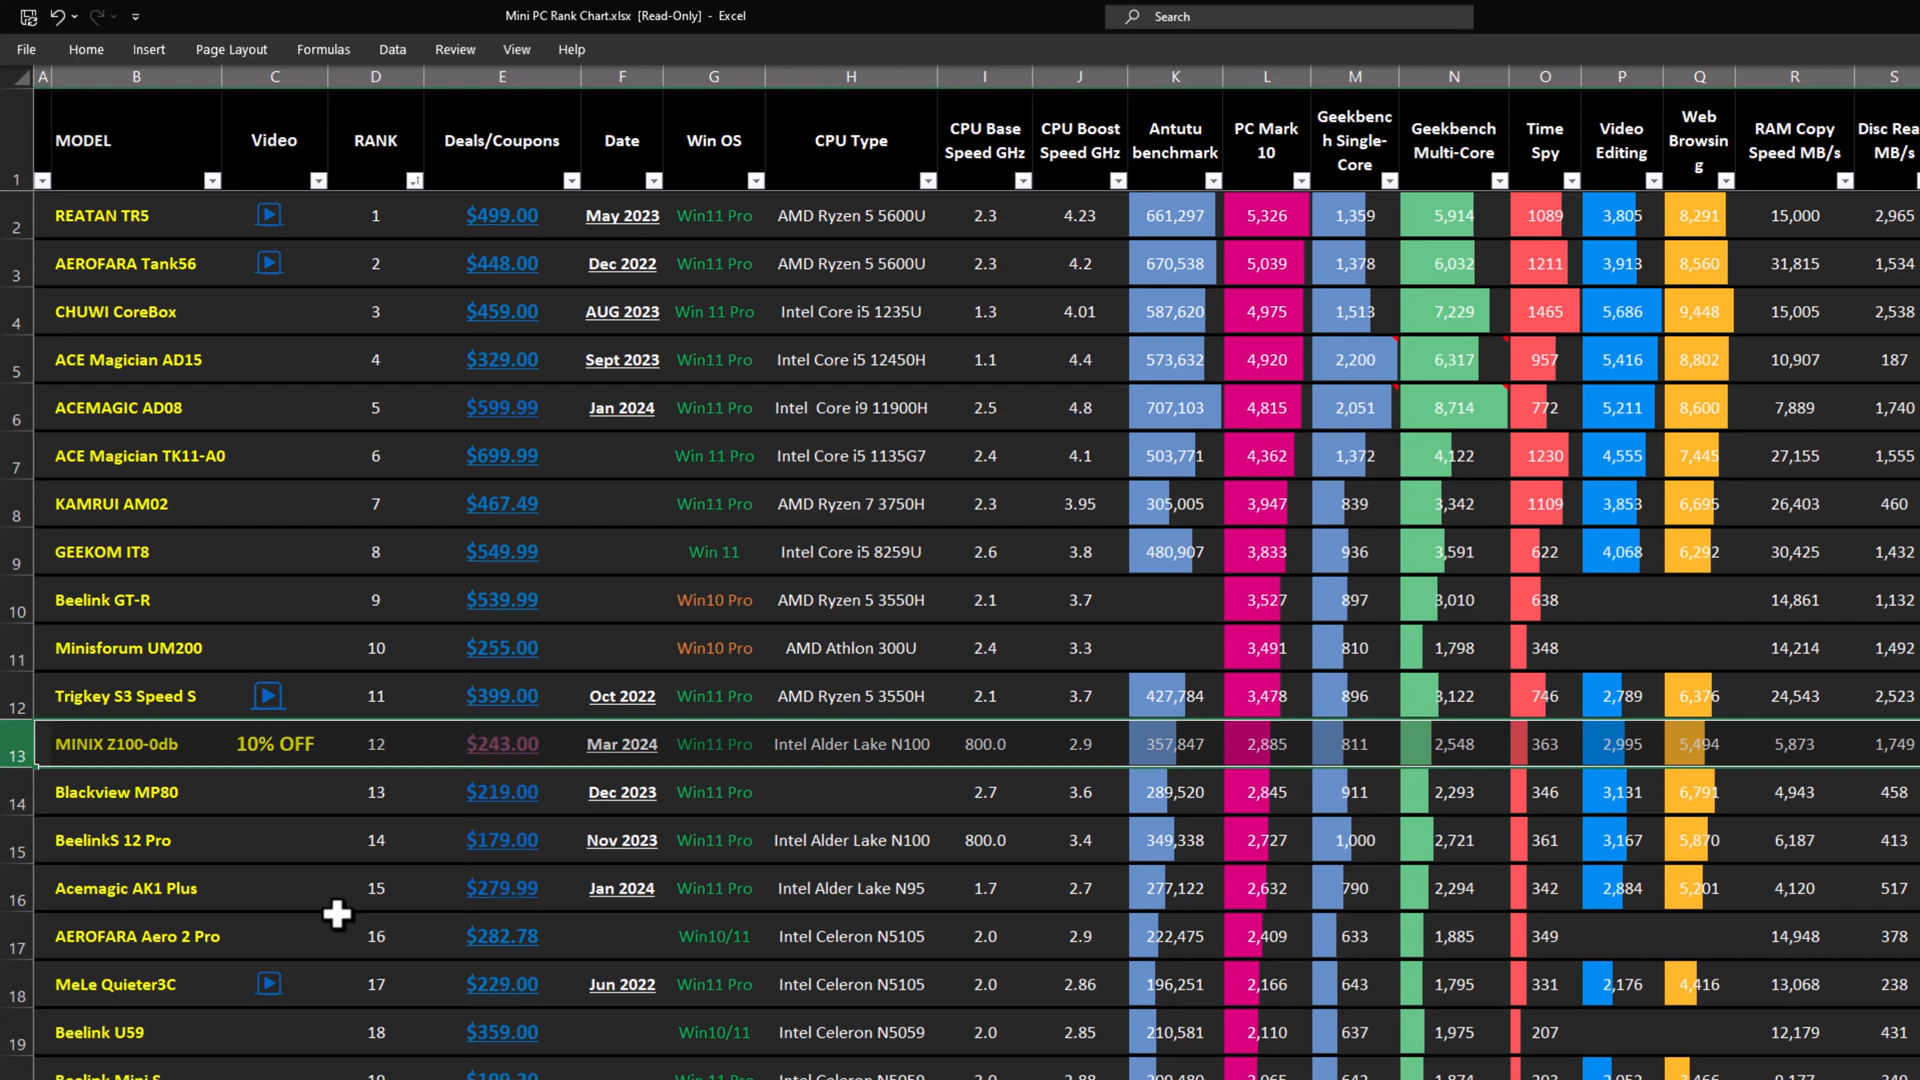 Mini PC Rank Chart.xlsx [Read-Only] - Excel
Search
File Home Insert Page Layout Formulas Data Review View Help
A B C D E F G H I J K L M N O P Q R S
1 MODEL Video RANK Deals/Coupons Date Win OS CPU Type CPU Base Speed GHz CPU Boost Speed GHz Antutu benchmark PC Mark 10 Geekbenc h Single- Core Geekbench Multi-Core Time Spy Video Editing Web Browsin g RAM Copy Speed MB/s Disc Rea MB/s
2 REATAN TR5 1 $499.00 May 2023 Win11 Pro AMD Ryzen 5 5600U 2.3 4.23 661,297 5,326 1,359 5,914 1089 3,805 8,291 15,000 2,965
3 AEROFARA Tank56 2 $448.00 Dec 2022 Win11 Pro AMD Ryzen 5 5600U 2.3 4.2 670,538 5,039 1,378 6,032 1211 3,913 8,560 31,815 1,534
4 CHUWI CoreBox 3 $459.00 AUG 2023 Win 11 Pro Intel Core i5 1235U 1.3 4.01 587,620 4,975 1,513 7,229 1465 5,686 9,448 15,005 2,538
5 ACE Magician AD15 4 $329.00 Sept 2023 Win11 Pro Intel Core i5 12450H 1.1 4.4 573,632 4,920 2,200 6,317 957 5,416 8,802 10,907 187
6 ACEMAGIC AD08 5 $599.99 Jan 2024 Win11 Pro Intel Core i9 11900H 2.5 4.8 707,103 4,815 2,051 8,714 772 5,211 8,600 7,889 1,740
7 ACE Magician TK11-A0 6 $699.99 Win 11 Pro Intel Core i5 1135G7 2.4 4.1 503,771 4,362 1,372 4,122 1230 4,555 7,445 27,155 1,555
8 KAMRUI AM02 7 $467.49 Win11 Pro AMD Ryzen 7 3750H 2.3 3.95 305,005 3,947 839 3,342 1109 3,853 6,695 26,403 460
9 GEEKOM IT8 8 $549.99 Win 11 Intel Core i5 8259U 2.6 3.8 480,907 3,833 936 3,591 622 4,068 6,292 30,425 1,432
10 Beelink GT-R 9 $539.99 Win10 Pro AMD Ryzen 5 3550H 2.1 3.7 3,527 897 3,010 638 14,861 1,132
11 Minisforum UM200 10 $255.00 Win10 Pro AMD Athlon 300U 2.4 3.3 3,491 810 1,798 348 14,214 1,492
12 Trigkey S3 Speed S 11 $399.00 Oct 2022 Win11 Pro AMD Ryzen 5 3550H 2.1 3.7 427,784 3,478 896 3,122 746 2,789 6,376 24,543 2,523
13 MINIX Z100-0db 10% OFF 12 $243.00 Mar 2024 Win11 Pro Intel Alder Lake N100 800.0 2.9 357,847 2,885 811 2,548 363 2,995 5,494 5,873 1,749
14 Blackview MP80 13 $219.00 Dec 2023 Win11 Pro 2.7 3.6 289,520 2,845 911 2,293 346 3,131 6,791 4,943 458
15 BeelinkS 12 Pro 14 $179.00 Nov 2023 Win11 Pro Intel Alder Lake N100 800.0 3.4 349,338 2,727 1,000 2,721 361 3,167 5,870 6,187 413
16 Acemagic AK1 Plus 15 $279.99 Jan 2024 Win11 Pro Intel Alder Lake N95 1.7 2.7 277,122 2,632 790 2,294 342 2,884 5,201 4,120 517
17 AEROFARA Aero 2 Pro 16 $282.78 Win10/11 Intel Celeron N5105 2.0 2.9 222,475 2,409 633 1,885 349 14,948 378
18 MeLe Quieter3C 17 $229.00 Jun 2022 Win11 Pro Intel Celeron N5105 2.0 2.86 196,251 2,166 643 1,795 331 2,176 4,416 13,068 238
19 Beelink U59 18 $359.00 Win10/11 Intel Celeron N5059 2.0 2.85 210,581 2,110 637 1,975 207 12,179 431